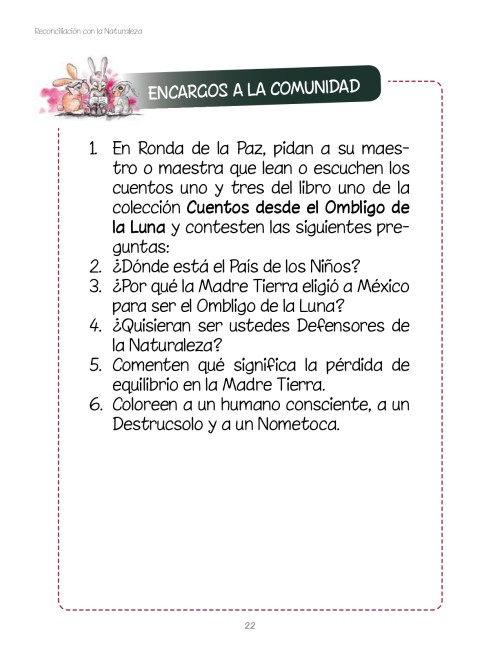 Reconciliación con la Naturaleza
ENCARGOS A LA COMUNIDAD
1. En Ronda de la Paz, pidan a su maes-
tro o maestra que lean o escuchen los
cuentos uno y tres del libro uno de la
colección Cuentos desde el Ombligo de
la Luna y contesten las siguientes pre-
guntas:
2. ¿Dónde está el País de los Niños?
3. ¿Por qué la Madre Tierra eligió a México
para ser el Ombligo de la Luna?
4. ¿Quisieran ser ustedes Defensores de
la Naturaleza?
5. Comenten qué significa la pérdida de
equilibrio en la Madre Tierra.
6. Coloreen a un humano consciente, a un
Destrucsolo y a un Nometoca.
22